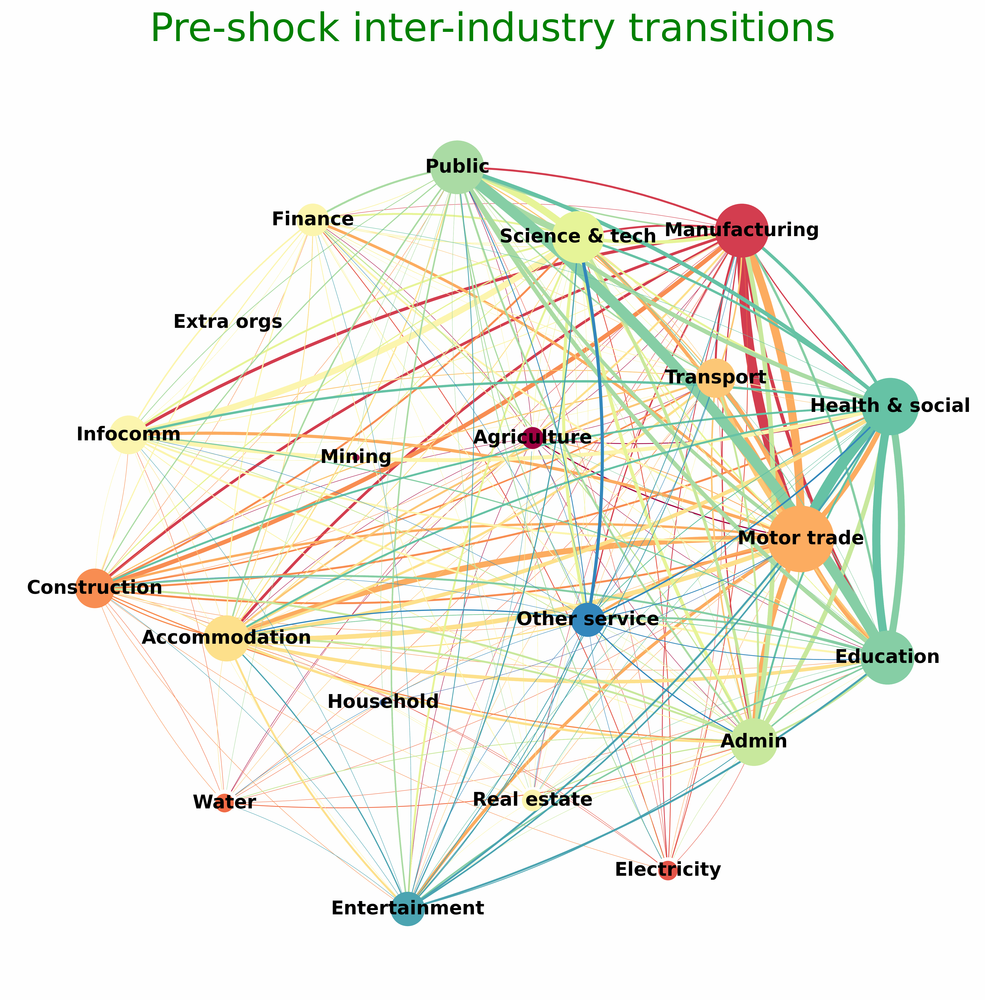 Pre-shock inter-industry transitions
Public
Finance
Science & tech
Manufacturing
Extra orgs
Transport
Health & social
Infocomm
Agriculture
Mining
Motor trade
Construction
Other service
Accommodation
Education
Household
Admin
Water
Real estate
Electricity
Entertainment